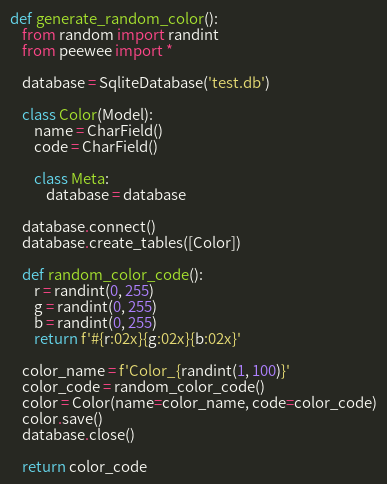 def generate_random_color():
    from random import randint
    from peewee import *

    database = SqliteDatabase('test.db')

    class Color(Model):
        name = CharField()
        code = CharField()

        class Meta:
            database = database

    database.connect()
    database.create_tables([Color])

    def random_color_code():
        r = randint(0, 255)
        g = randint(0, 255)
        b = randint(0, 255)
        return f'#{r:02x}{g:02x}{b:02x}'

    color_name = f'Color_{randint(1, 100)}'
    color_code = random_color_code()
    color = Color(name=color_name, code=color_code)
    color.save()
    database.close()

    return color_code